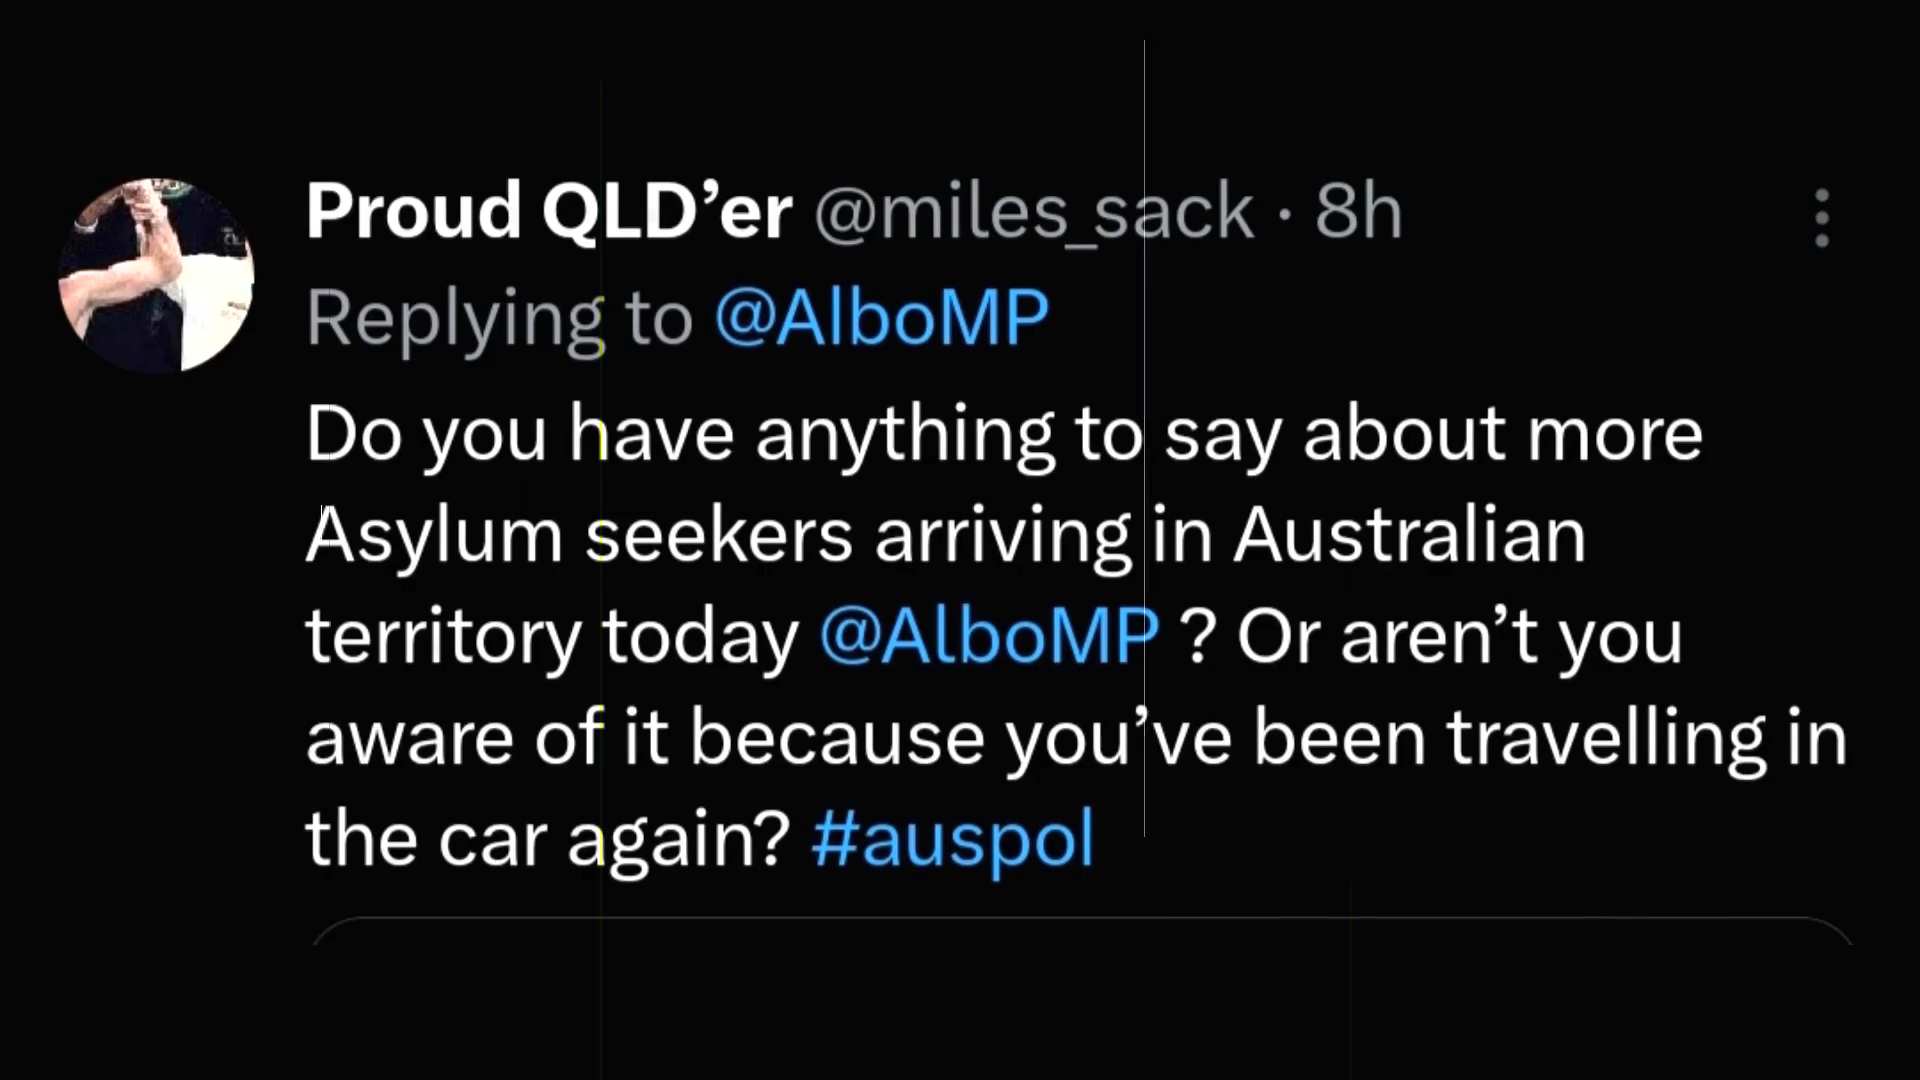 Proud QLD’er @miles_sack · 8h
Replying to @AlboMP
Do you have anything to say about more
Asylum seekers arriving in Australian
territory today @AlboMP ? Or aren’t you
aware of it because you’ve been travelling in
the car again? #auspol